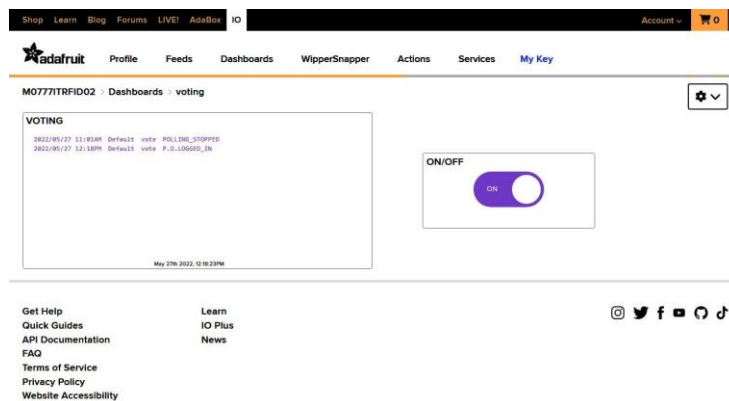 Shop Learn Blog Forums LIVE! AdaBox IO Account 0
adafruit Profile Feeds Dashboards WipperSnapper Actions Services My Key
M0777ITRFID02 > Dashboards > voting
VOTING
2022/05/27 11:01AM Default vote POLLING_STOPPED
2022/05/27 12:18PM Default vote P.O.LOGGED_IN
May 27th 2022, 12:18:23PM
ON/OFF
ON
Get Help
Quick Guides
API Documentation
FAQ
Terms of Service
Privacy Policy
Website Accessibility
Learn
IO Plus
News